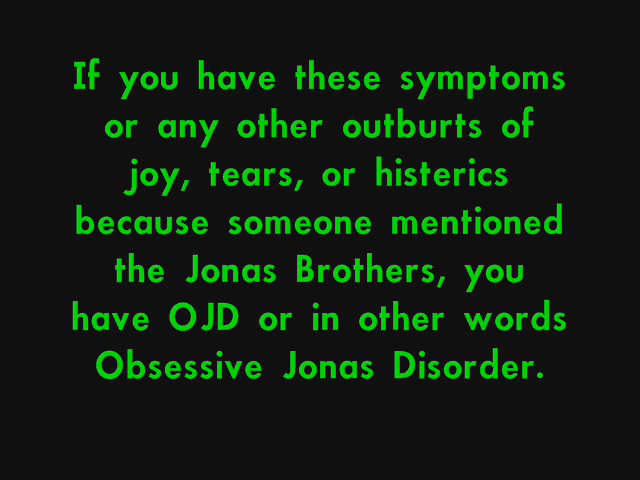 If you have these symptoms
or any other outburts of
joy, tears, or histerics
because someone mentioned
the Jonas Brothers, you
have OJD or in other words
Obsessive Jonas Disorder.